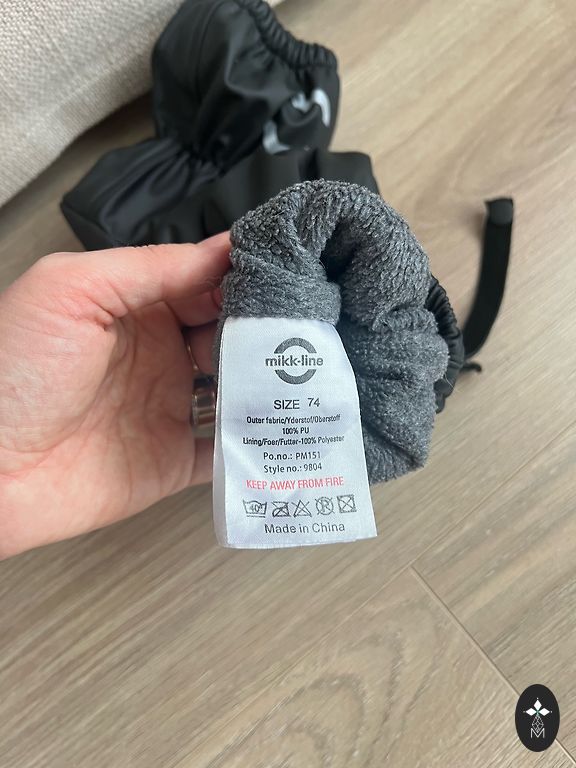 mikk-line
SIZE 74
Outer fabric/Yderstof/Oberstoff
100% PU
Lining/Foer/Futter-100% Polyester
Po.no.: PM151
Style no.: 9804
KEEP AWAY FROM FIRE
40°
Made in China
M